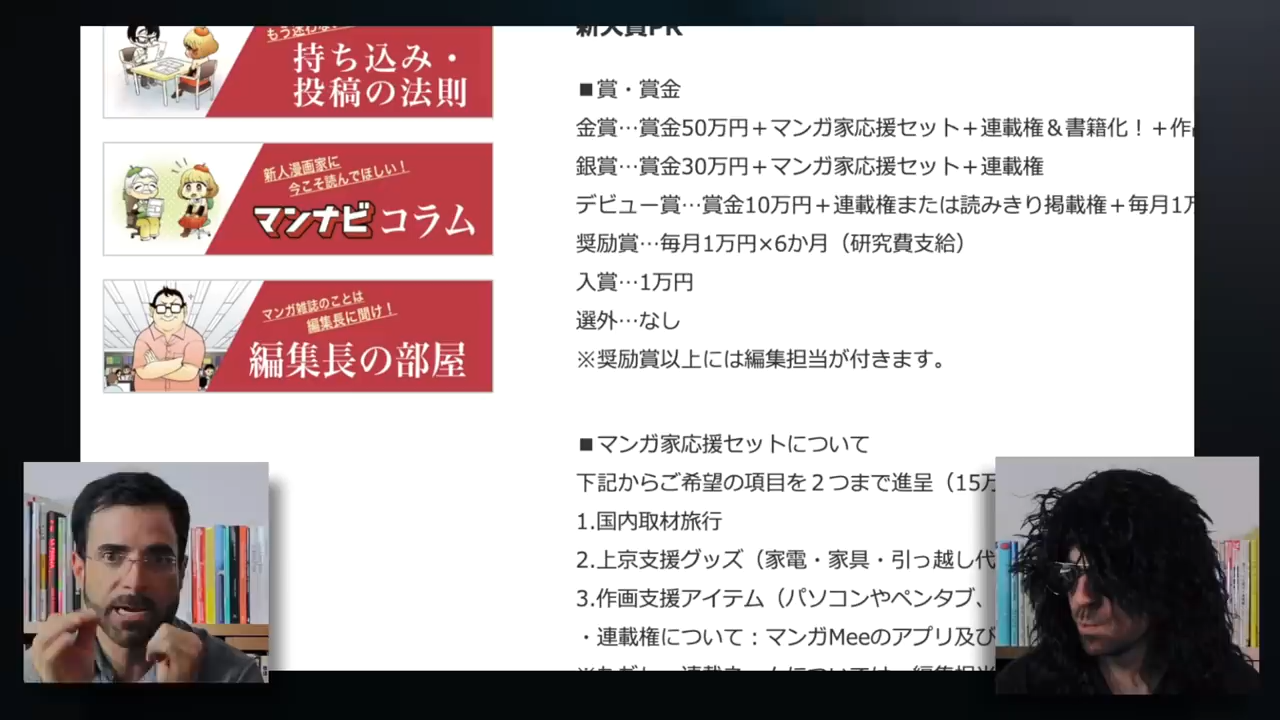 もう迷わない
持ち込み・
投稿の法則
新人漫画家に
今こそ読んでほしい！
マンナビコラム
マンガ雑誌のことは
編集長に聞け！
編集長の部屋
新人賞PR
■賞・賞金
金賞…賞金50万円＋マンガ家応援セット＋連載権＆書籍化！＋作
銀賞…賞金30万円＋マンガ家応援セット＋連載権
デビュー賞…賞金10万円＋連載権または読みきり掲載権＋毎月1万
奨励賞…毎月1万円×6か月（研究費支給）
入賞…1万円
選外…なし
※奨励賞以上には編集担当が付きます。
■マンガ家応援セットについて
下記からご希望の項目を２つまで進呈（15万
1.国内取材旅行
2.上京支援グッズ（家電・家具・引っ越し代
3.作画支援アイテム（パソコンやペンタブ、
・連載権について：マンガMeeのアプリ及び